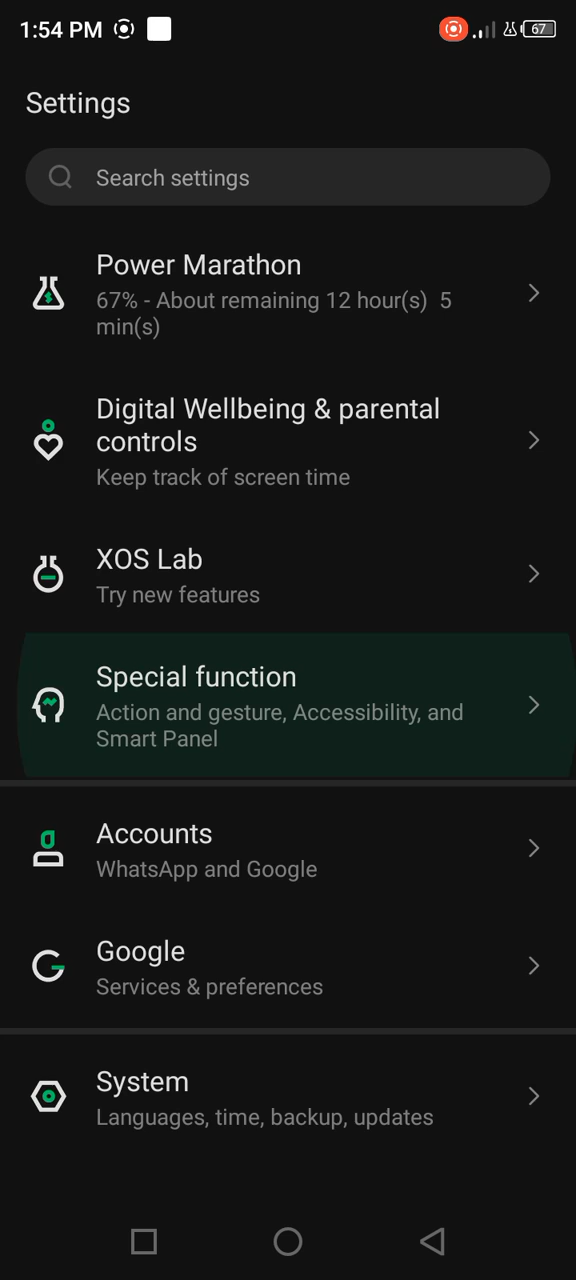 1:54 PM
67
Settings
Search settings
Power Marathon
67% - About remaining 12 hour(s)  5
min(s)
Digital Wellbeing & parental
controls
Keep track of screen time
XOS Lab
Try new features
Special function
Action and gesture, Accessibility, and
Smart Panel
Accounts
WhatsApp and Google
Google
Services & preferences
System
Languages, time, backup, updates